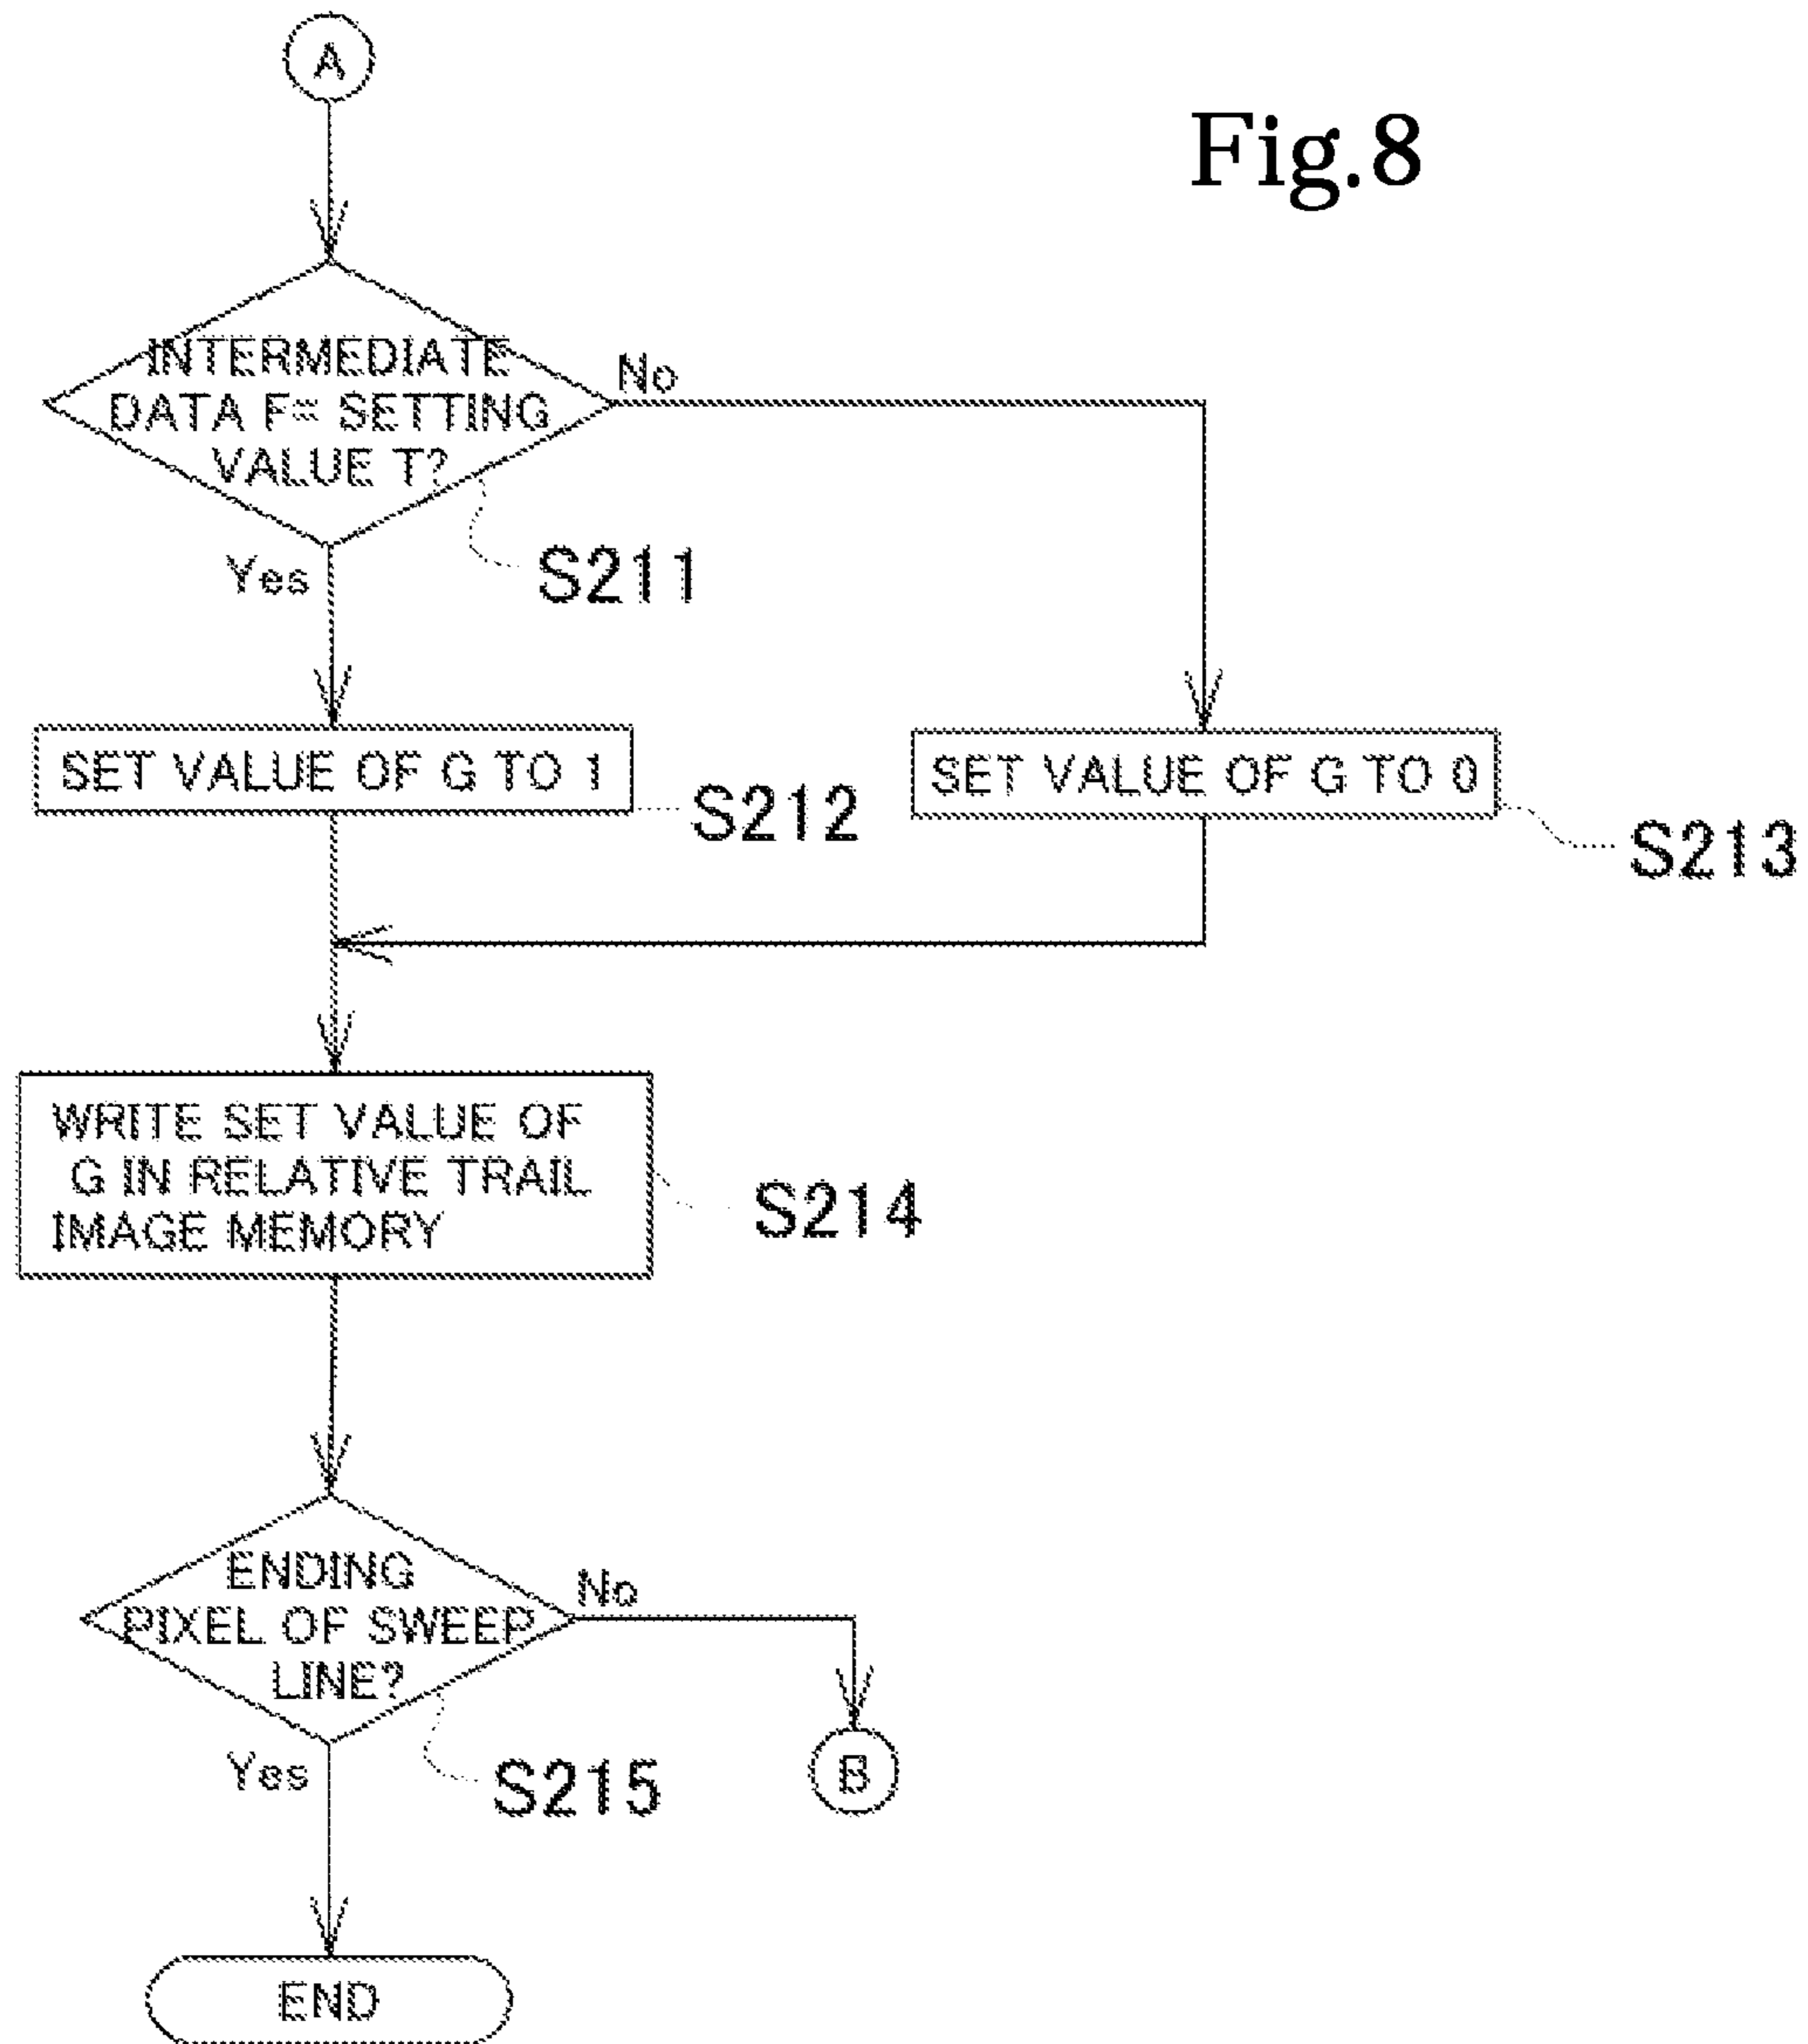 A
Fig.8
INTERMEDIATE
DATA F= SETTING
VALUE T?
No
Yes
S211
SET VALUE OF G TO 1
S212
SET VALUE OF G TO 0
S213
WRITE SET VALUE OF
G IN RELATIVE TRAIL
IMAGE MEMORY
S214
ENDING
PIXEL OF SWEEP
LINE?
No
Yes
S215
B
END